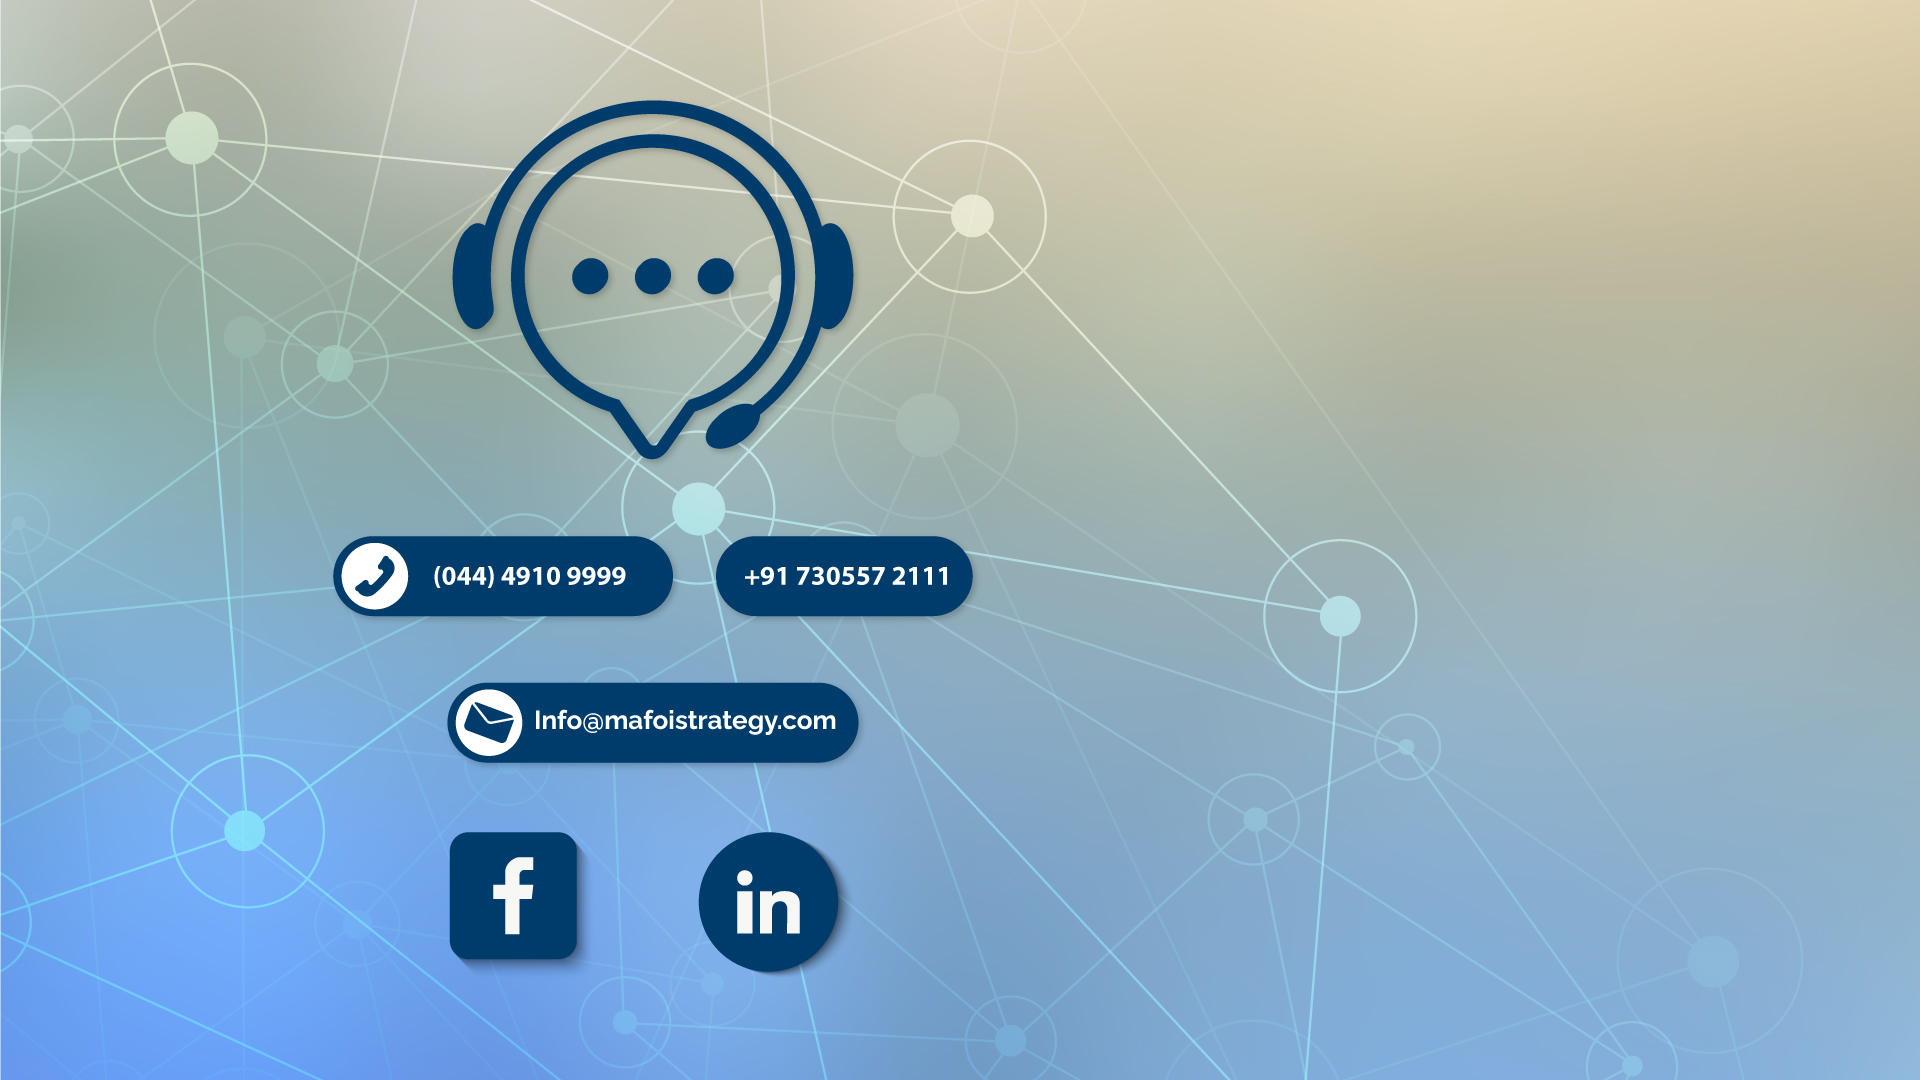 (044) 4910 9999
+91 730557 2111
Info@mafoistrategy.com
f
in